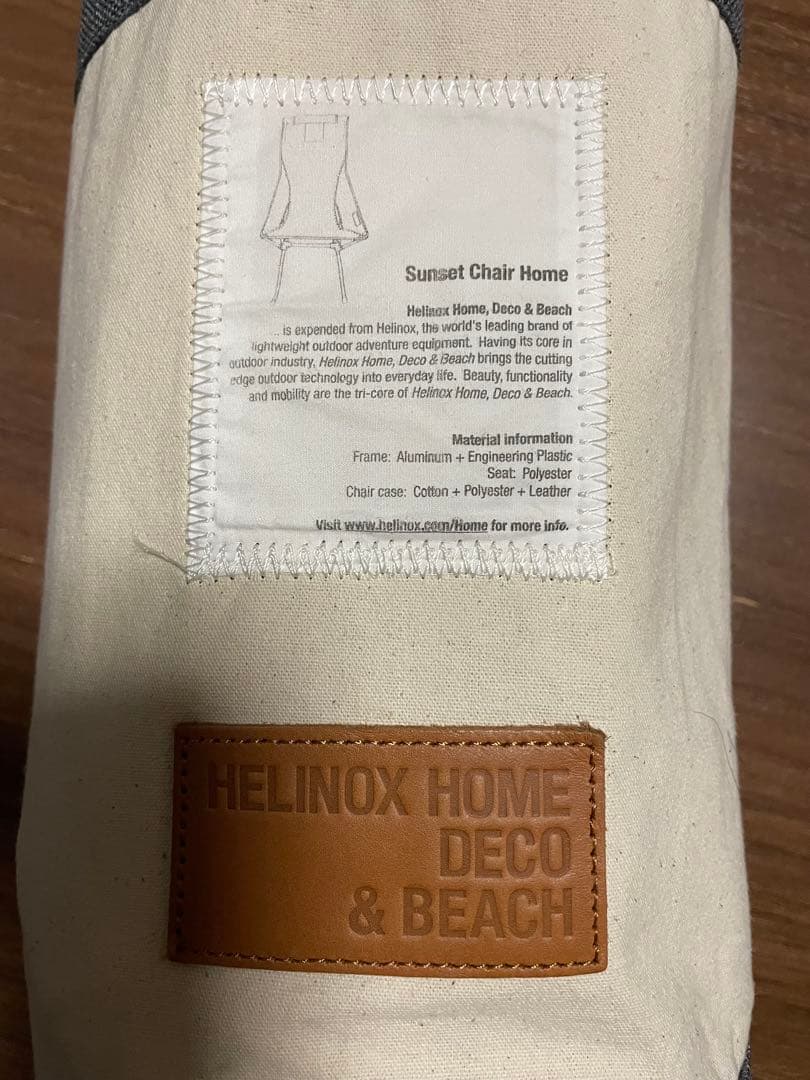 Sunset Chair Home
Helinox Home, Deco & Beach
.. is expended from Helinox, the world's leading brand of
lightweight outdoor adventure equipment. Having its core in
outdoor industry, Helinox Home, Deco & Beach brings the cutting
edge outdoor technology into everyday life. Beauty, functionality
and mobility are the tri-core of Helinox Home, Deco & Beach.
Material information
Frame: Aluminum + Engineering Plastic
Seat: Polyester
Chair case: Cotton + Polyester + Leather
Visit www.helinox.com/Home for more info.
HELINOX HOME
DECO
& BEACH